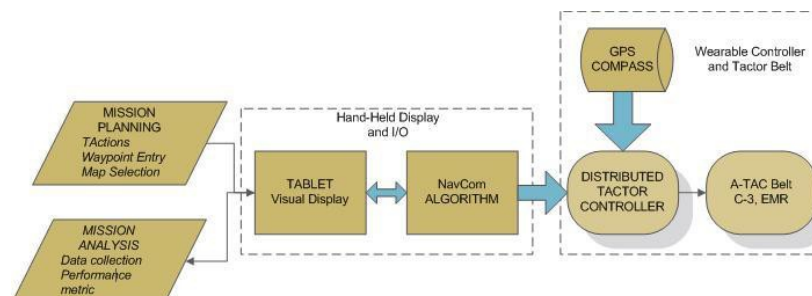 MISSION
PLANNING
TActions
Waypoint Entry
Map Selection
MISSION
ANALYSIS
Data collection
Performance
metric
Hand-Held Display
and I/O
TABLET
Visual Display
NavCom
ALGORITHM
GPS
COMPASS
Wearable Controller
and Tactor Belt
DISTRIBUTED
TACTOR
CONTROLLER
A-TAC Belt
C-3, EMR